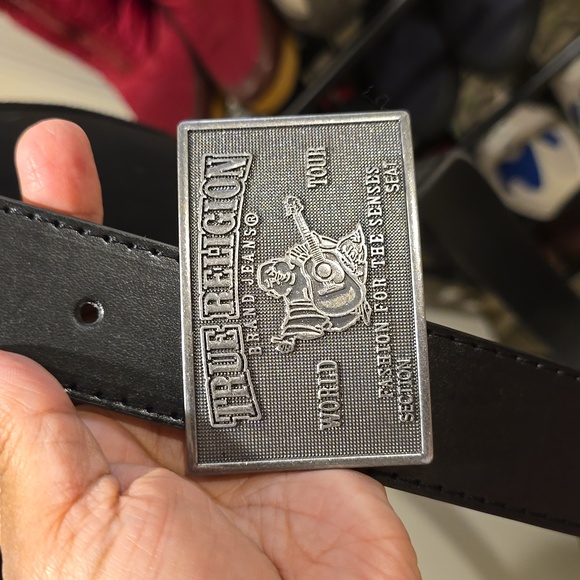 TRUE RELIGION
BRAND JEANS®
WORLD TOUR
FASHION FOR THE SENSES
SECTION SEAT